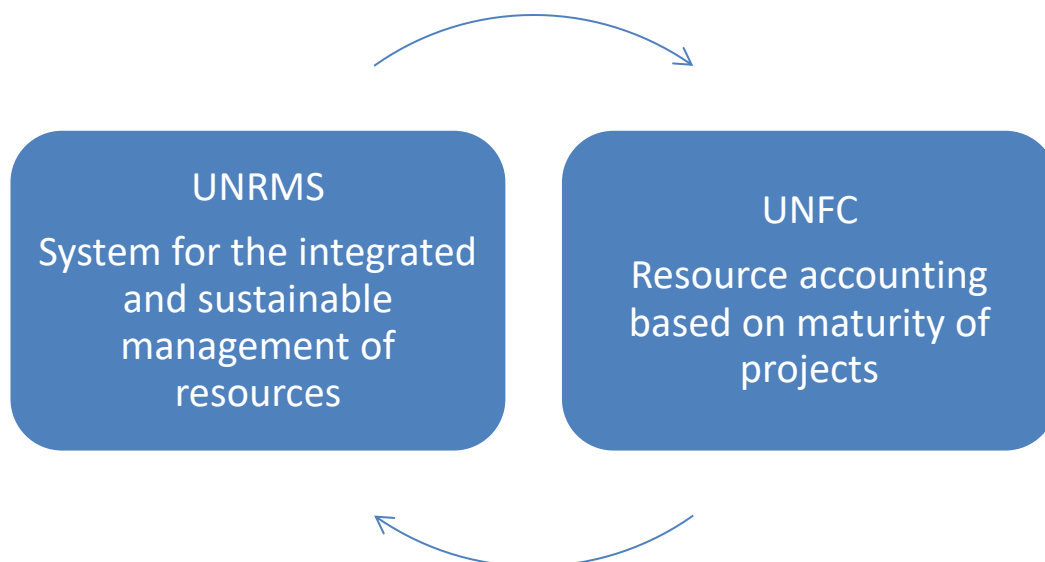 UNRMS
System for the integrated
and sustainable
management of
resources
UNFC
Resource accounting
based on maturity of
projects